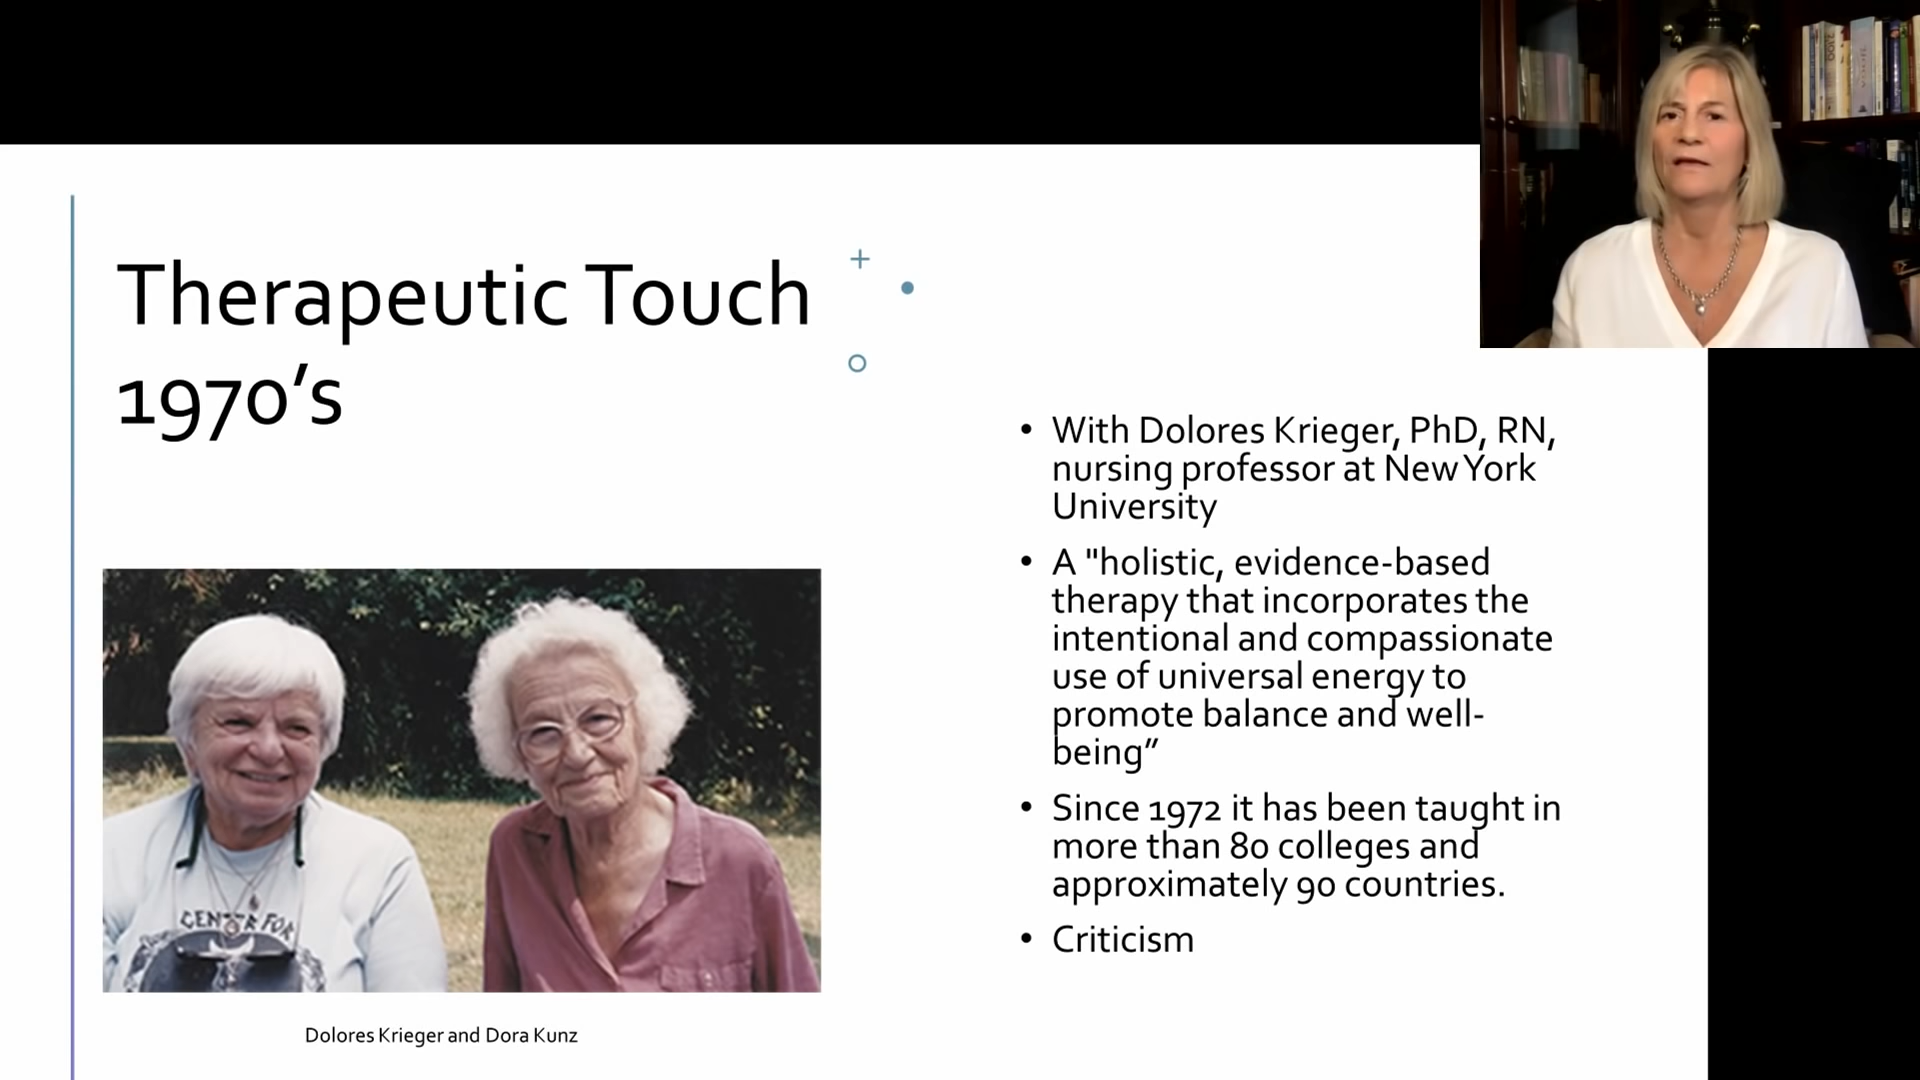 Therapeutic Touch
1970's
• With Dolores Krieger, PhD, RN,
nursing professor at New York
University
• A "holistic, evidence-based
therapy that incorporates the
intentional and compassionate
use of universal energy to
promote balance and well-
being”
• Since 1972 it has been taught in
more than 80 colleges and
approximately 90 countries.
• Criticism
CENTER FOR
Dolores Krieger and Dora Kunz